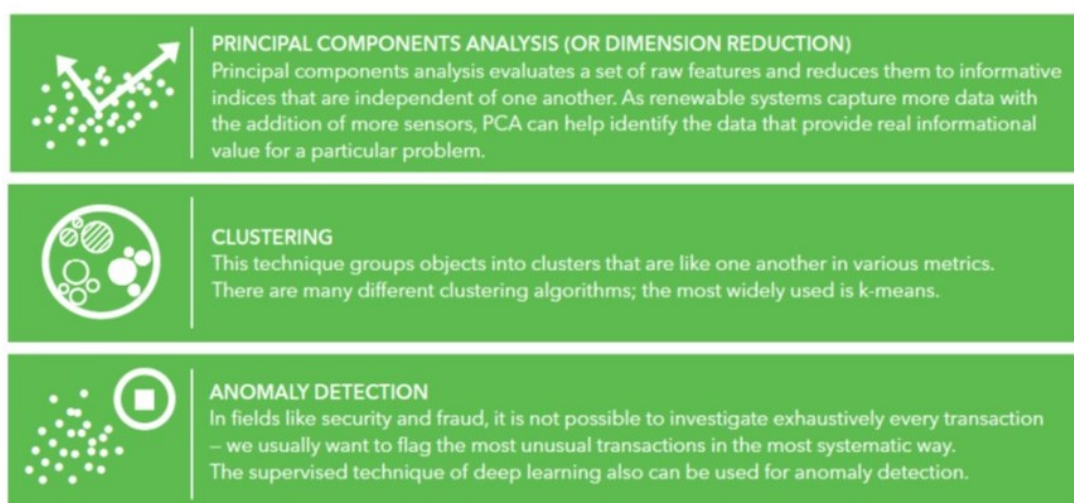 PRINCIPAL COMPONENTS ANALYSIS (OR DIMENSION REDUCTION)
Principal components analysis evaluates a set of raw features and reduces them to informative
indices that are independent of one another. As renewable systems capture more data with
the addition of more sensors, PCA can help identify the data that provide real informational
value for a particular problem.
CLUSTERING
This technique groups objects into clusters that are like one another in various metrics.
There are many different clustering algorithms; the most widely used is k-means.
ANOMALY DETECTION
In fields like security and fraud, it is not possible to investigate exhaustively every transaction
– we usually want to flag the most unusual transactions in the most systematic way.
The supervised technique of deep learning also can be used for anomaly detection.